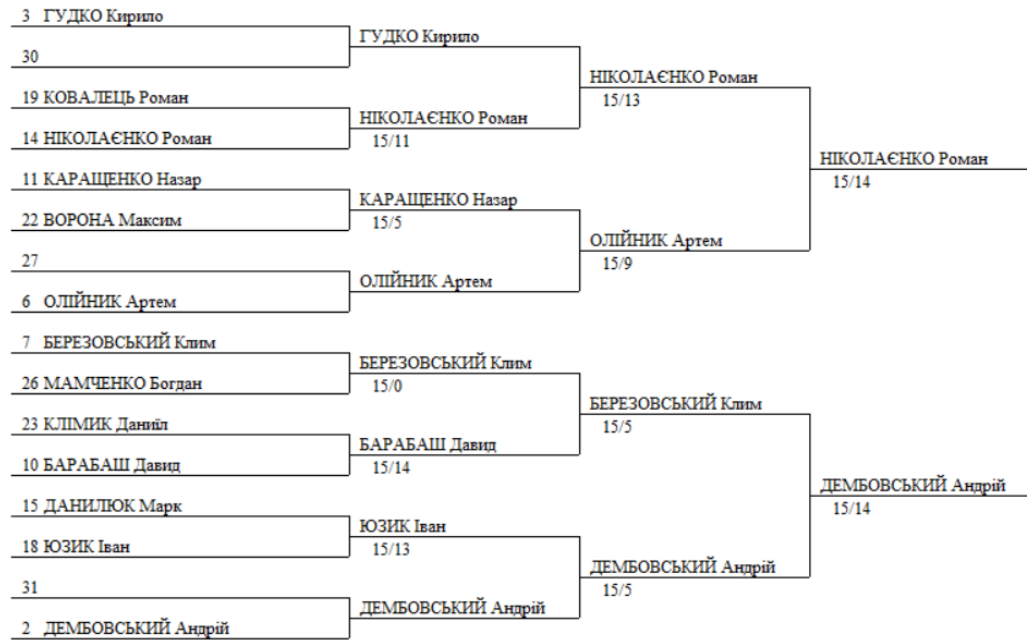 3 ГУДКО Кирило
30
19 КОВАЛЕЦЬ Роман
14 НІКОЛАЄНКО Роман
11 КАРАЩЕНКО Назар
22 ВОРОНА Максим
27
6 ОЛІЙНИК Артем
7 БЕРЕЗОВСЬКИЙ Клим
26 МАМЧЕНКО Богдан
23 КЛІМИК Даниїл
10 БАРАБАШ Давид
15 ДАНИЛЮК Марк
18 ЮЗИК Іван
31
2 ДЕМБОВСЬКИЙ Андрій
ГУДКО Кирило
НІКОЛАЄНКО Роман
15/11
КАРАЩЕНКО Назар
15/5
ОЛІЙНИК Артем
БЕРЕЗОВСЬКИЙ Клим
15/0
БАРАБАШ Давид
15/14
ЮЗИК Іван
15/13
ДЕМБОВСЬКИЙ Андрій
НІКОЛАЄНКО Роман
15/13
ОЛІЙНИК Артем
15/9
БЕРЕЗОВСЬКИЙ Клим
15/5
ДЕМБОВСЬКИЙ Андрій
15/5
НІКОЛАЄНКО Роман
15/14
ДЕМБОВСЬКИЙ Андрій
15/14